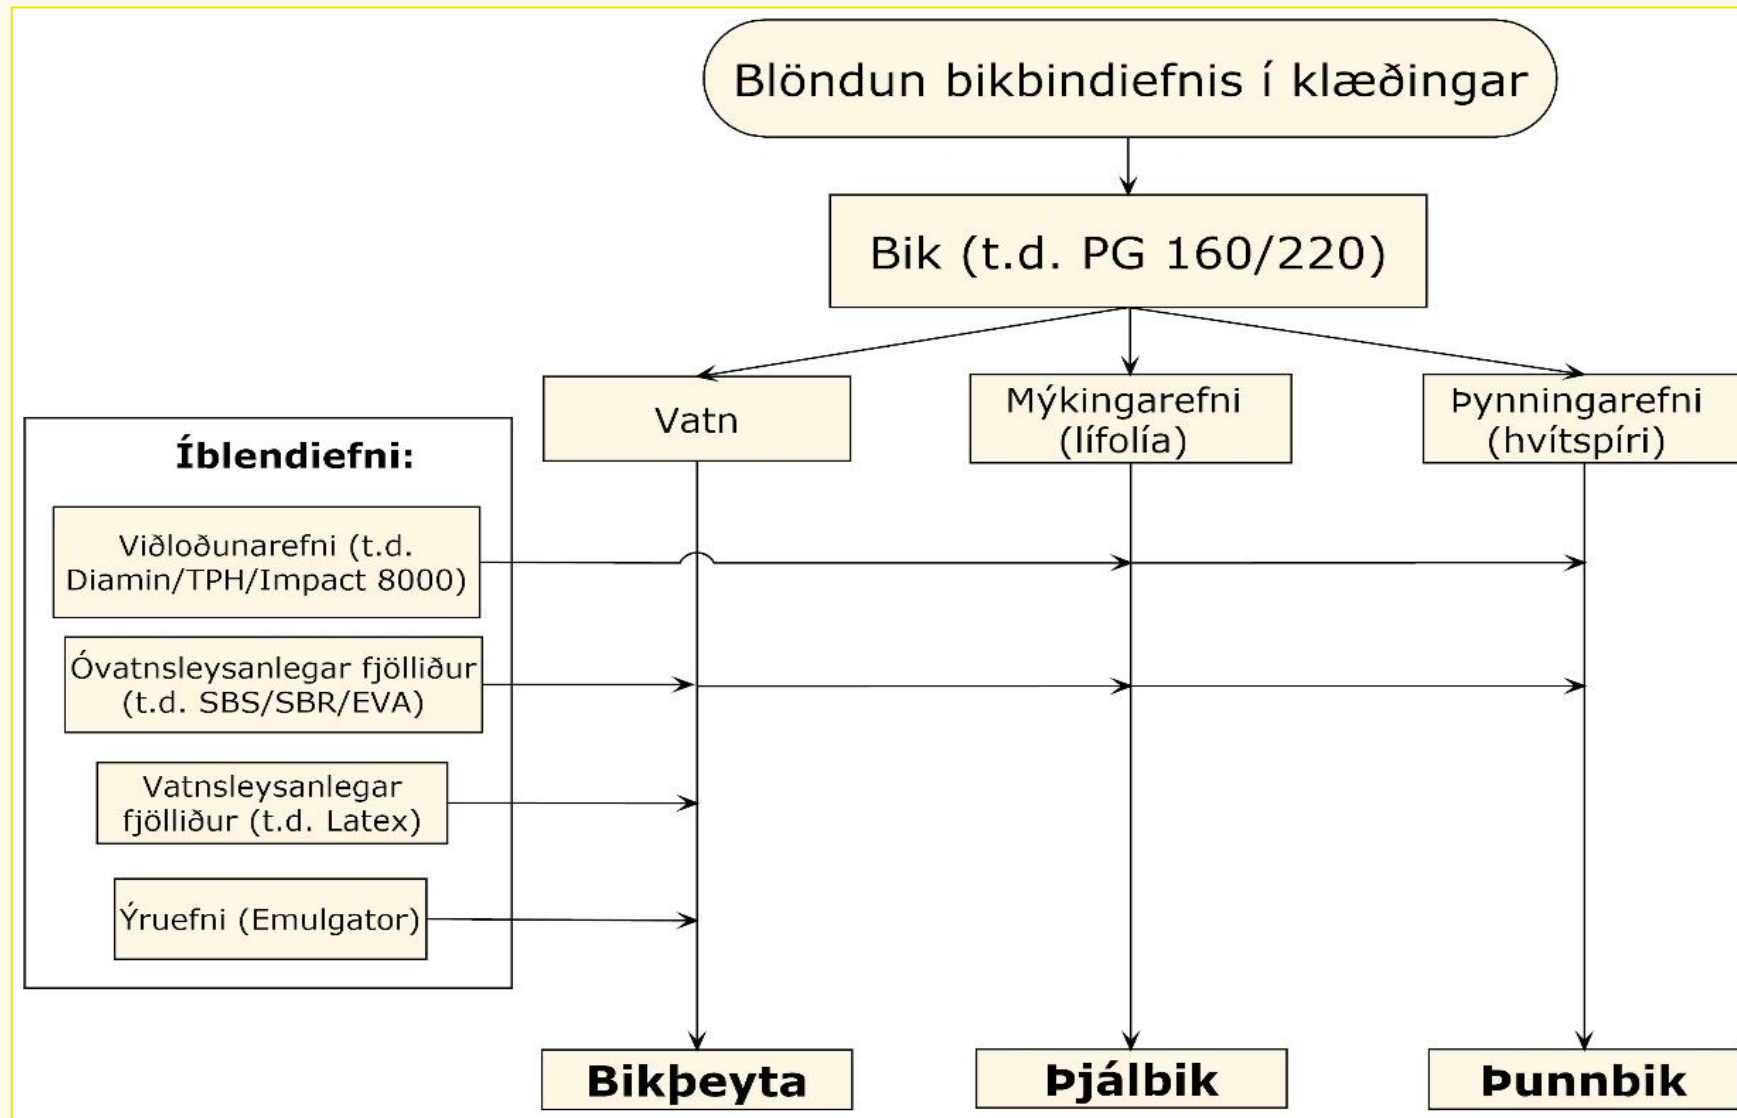 Blöndun bikbindiefnis í klæðingar
Bik (t.d. PG 160/220)
Vatn
Mýkingarefni
(lífolía)
Þynningarefni
(hvítspíri)
Íblendiefni:
Viðloðunarefni (t.d.
Diamin/TPH/Impact 8000)
Óvatnsleysanlegar fjölliður
(t.d. SBS/SBR/EVA)
Vatnsleysanlegar
fjölliður (t.d. Latex)
Ýruefni (Emulgator)
Bikþeyta
Þjálbik
Þunnbik